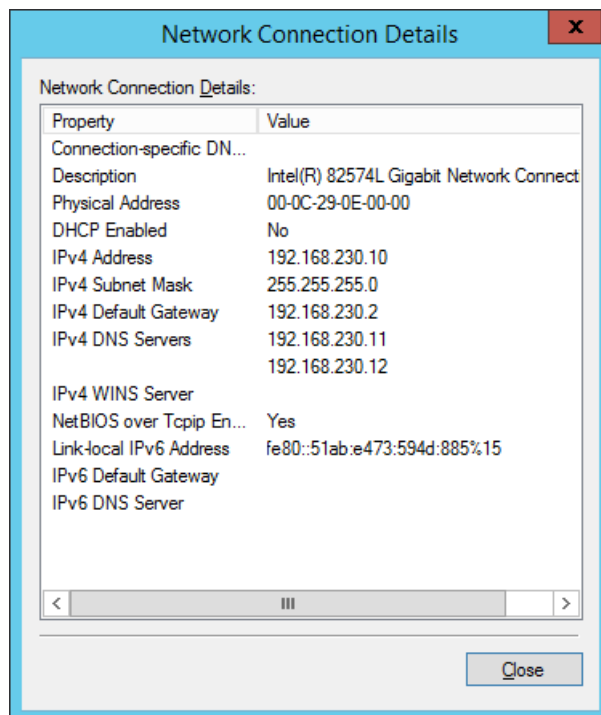 Network Connection Details
x
Network Connection Details:
Property Value
Connection-specific DN...
Description Intel(R) 82574L Gigabit Network Connect
Physical Address 00-0C-29-0E-00-00
DHCP Enabled No
IPv4 Address 192.168.230.10
IPv4 Subnet Mask 255.255.255.0
IPv4 Default Gateway 192.168.230.2
IPv4 DNS Servers 192.168.230.11
192.168.230.12
IPv4 WINS Server
NetBIOS over Tcpip En... Yes
Link-local IPv6 Address fe80::51ab:e473:594d:885%15
IPv6 Default Gateway
IPv6 DNS Server
Close